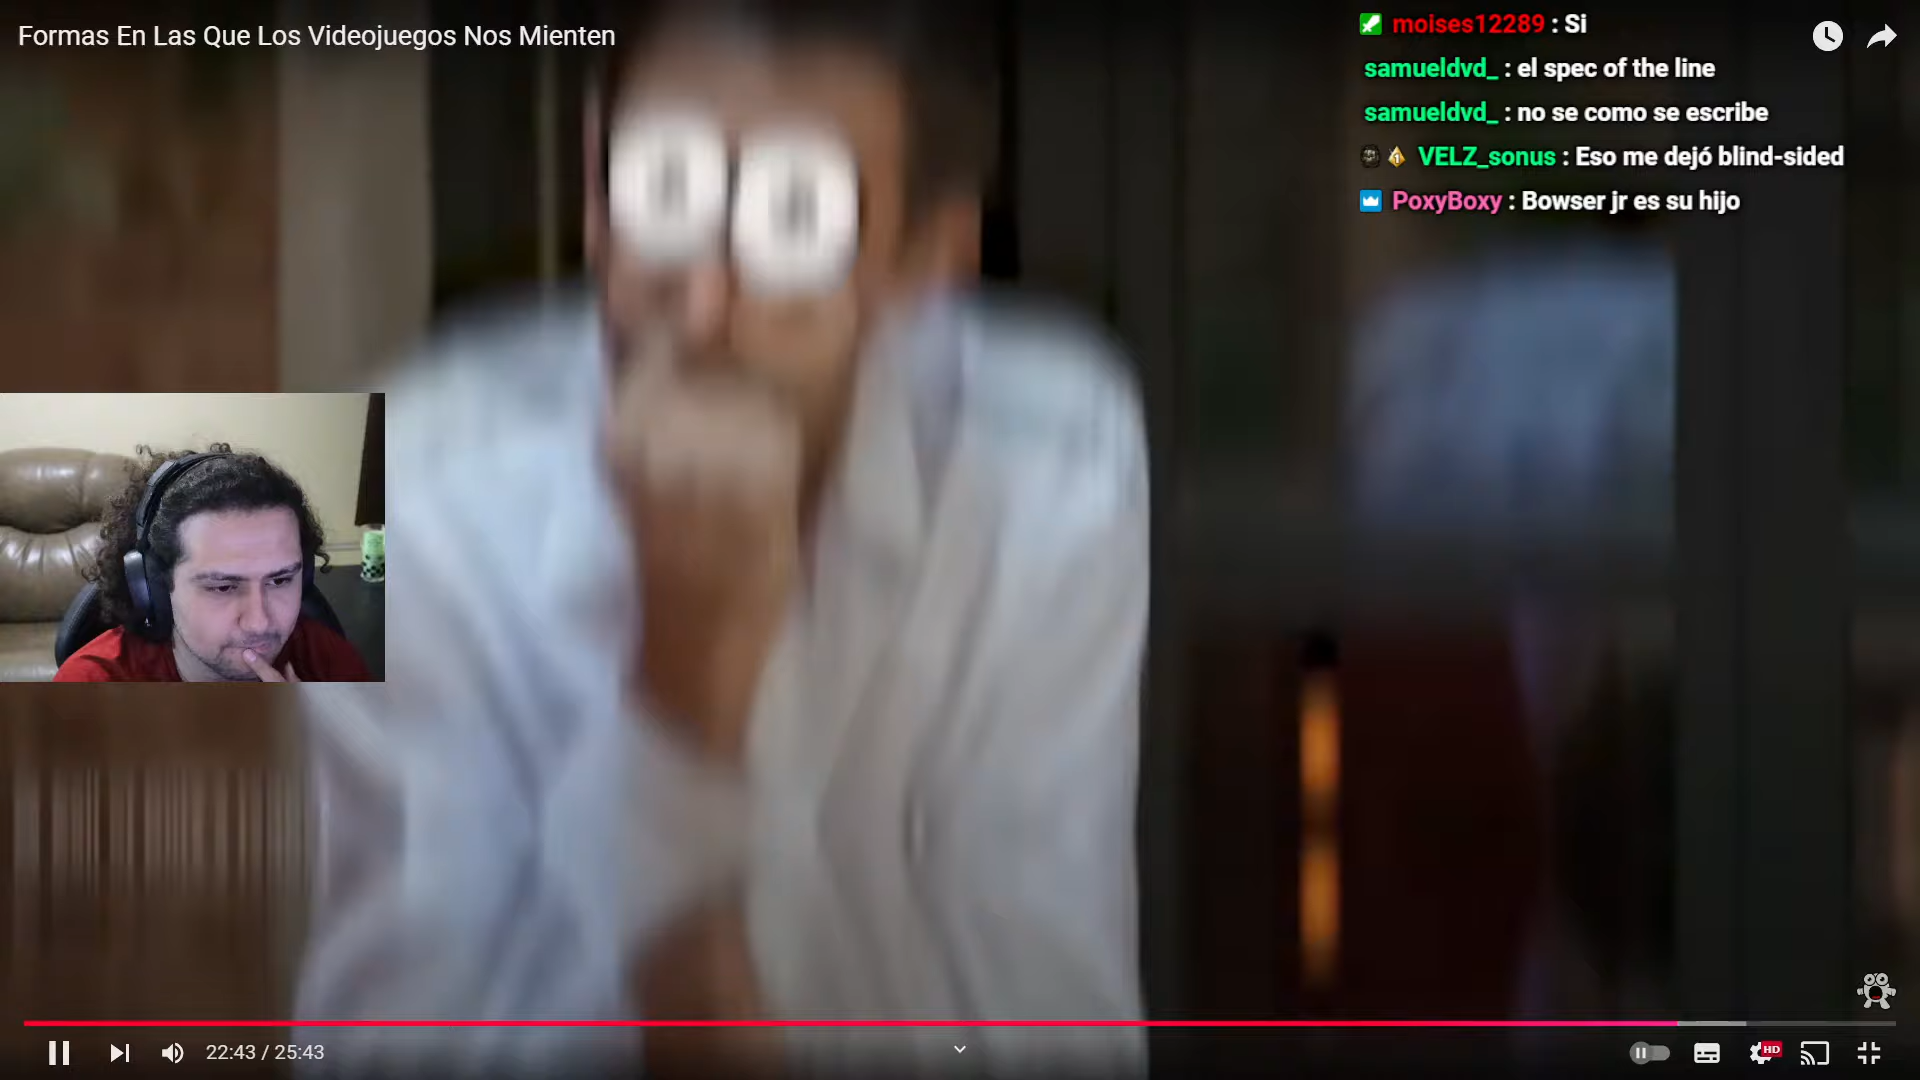 Formas En Las Que Los Videojuegos Nos Mienten
moises12289 : Si
samueldvd_ : el spec of the line
samueldvd_ : no se como se escribe
VELZ_sonus : Eso me dejó blind-sided
PoxyBoxy : Bowser jr es su hijo
22:43 / 25:43
HD